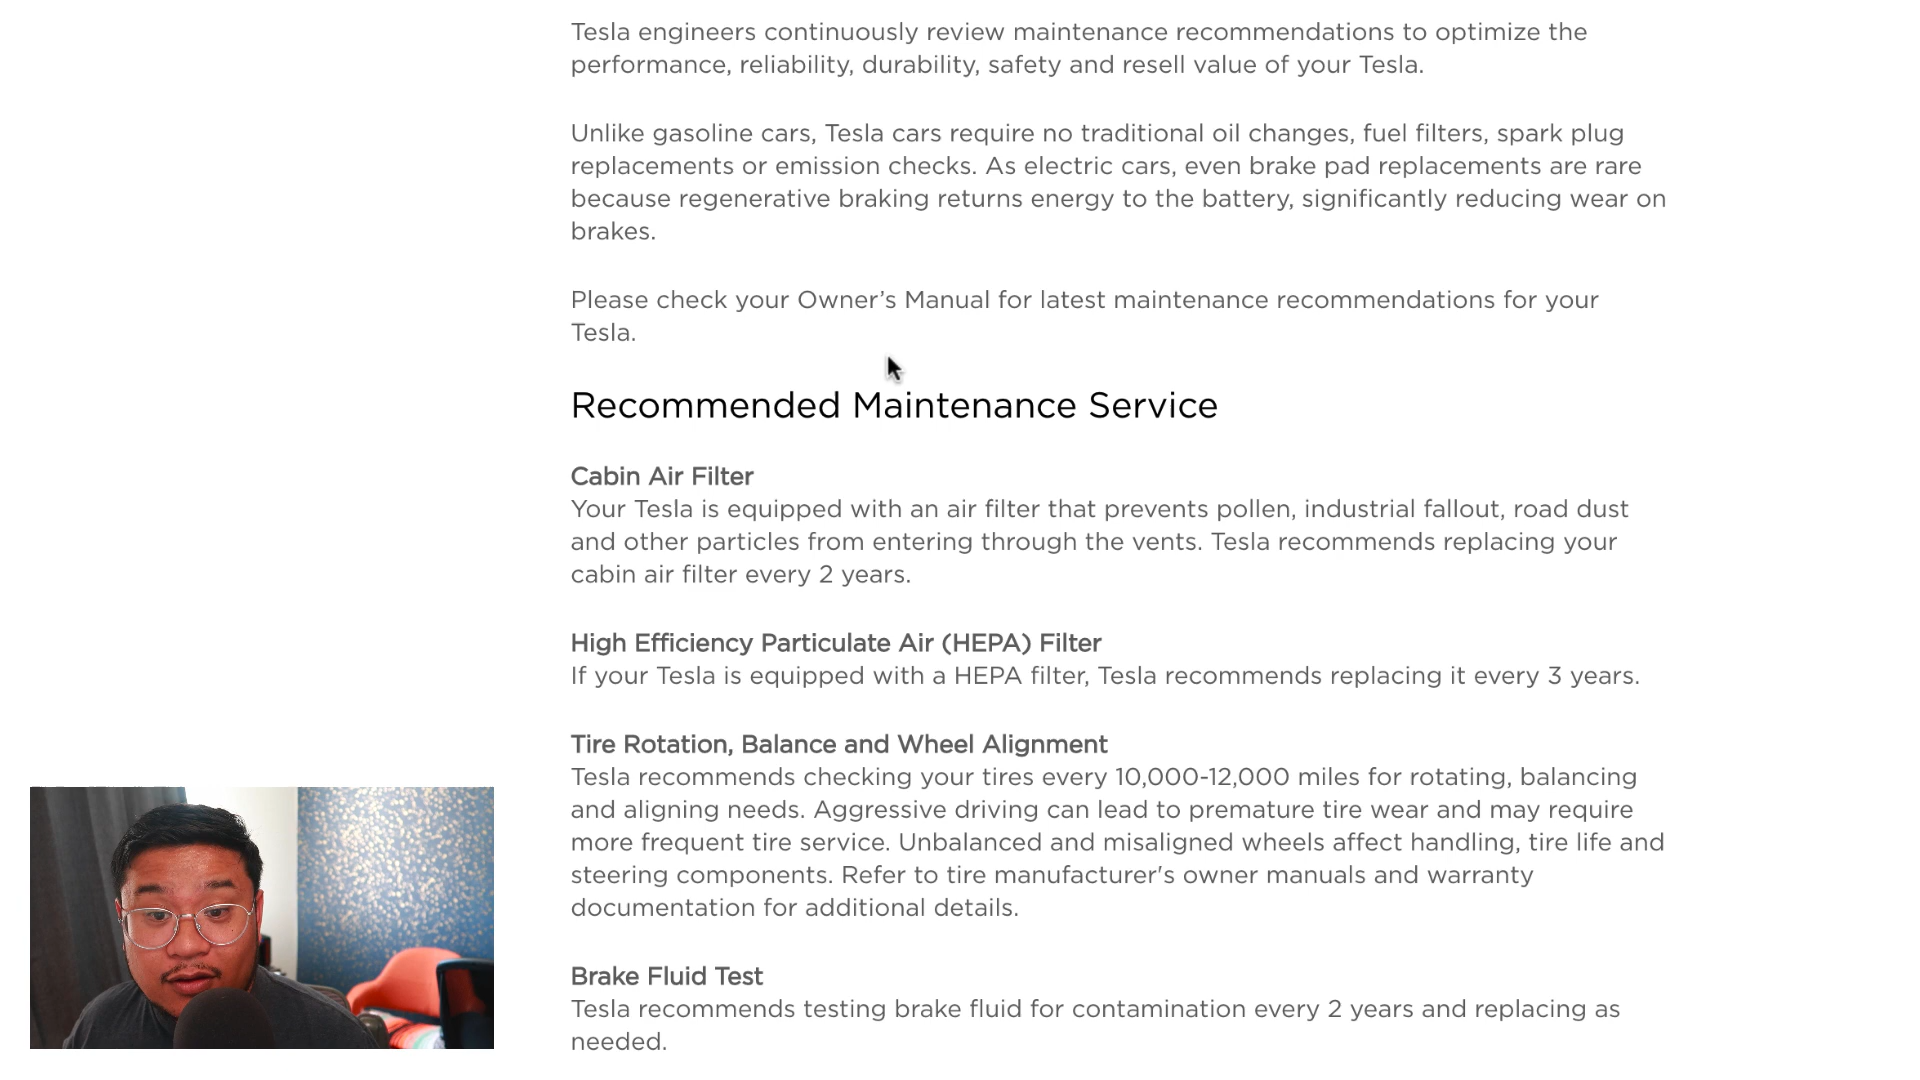 Tesla engineers continuously review maintenance recommendations to optimize the
performance, reliability, durability, safety and resell value of your Tesla.
Unlike gasoline cars, Tesla cars require no traditional oil changes, fuel filters, spark plug
replacements or emission checks. As electric cars, even brake pad replacements are rare
because regenerative braking returns energy to the battery, significantly reducing wear on
brakes.
Please check your Owner’s Manual for latest maintenance recommendations for your
Tesla.
Recommended Maintenance Service
Cabin Air Filter
Your Tesla is equipped with an air filter that prevents pollen, industrial fallout, road dust
and other particles from entering through the vents. Tesla recommends replacing your
cabin air filter every 2 years.
High Efficiency Particulate Air (HEPA) Filter
If your Tesla is equipped with a HEPA filter, Tesla recommends replacing it every 3 years.
Tire Rotation, Balance and Wheel Alignment
Tesla recommends checking your tires every 10,000-12,000 miles for rotating, balancing
and aligning needs. Aggressive driving can lead to premature tire wear and may require
more frequent tire service. Unbalanced and misaligned wheels affect handling, tire life and
steering components. Refer to tire manufacturer's owner manuals and warranty
documentation for additional details.
Brake Fluid Test
Tesla recommends testing brake fluid for contamination every 2 years and replacing as
needed.